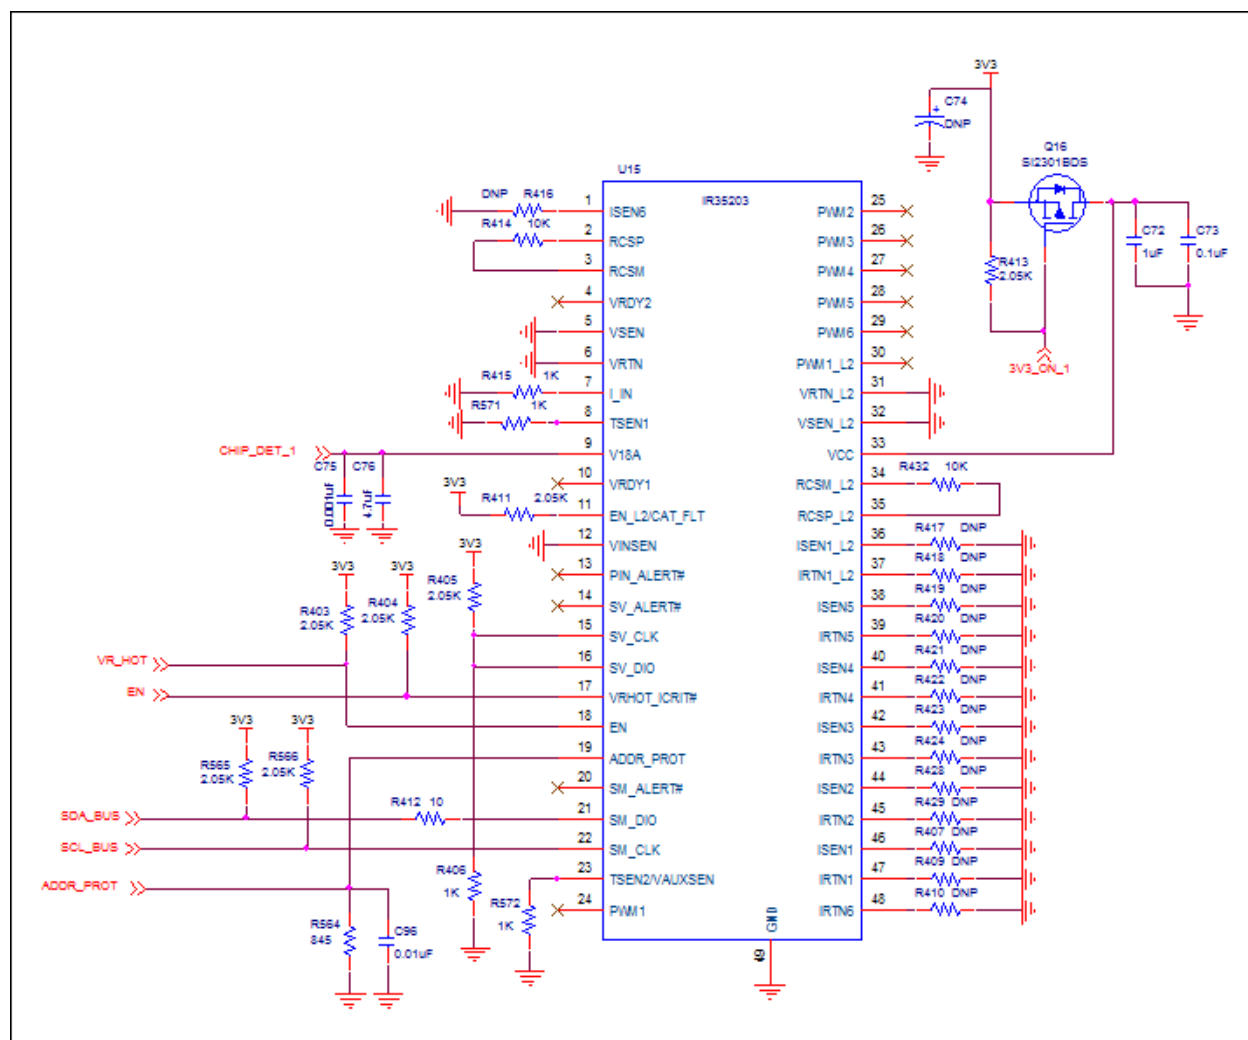 3V3
C74
DNP
Q16
SI2301BDS
U15
IR35203
DNP R416
1 ISEN6
R414 10K
2 RCSP
3 RCSM
4 VRDY2
5 VSEN
6 VRTN
R415 1K
7 I_IN
R571 1K
8 TSEN1
CHIP_DET_1
9 V18A
C75 C76
0.001uF 4.7uF
10 VRDY1
3V3
R411 2.05K
11 EN_L2/CAT_FLT
12 VINSEN
3V3
13 PIN_ALERT#
3V3 3V3
R405
2.05K
14 SV_ALERT#
R403
2.05K
R404
2.05K
15 SV_CLK
16 SV_DIO
VR_HOT
EN
17 VRHOT_ICRIT#
18 EN
3V3 3V3
R565
2.05K
R566
2.05K
19 ADDR_PROT
20 SM_ALERT#
SDA_BUS
R412 10
21 SM_DIO
SCL_BUS
22 SM_CLK
ADDR_PROT
R406
1K
23 TSEN2/VAUXSEN
R572
1K
24 PWM1
R564
845
C96
0.01uF
GND
49
PWM2 25
PWM3 26
PWM4 27
PWM5 28
PWM6 29
PWM1_L2 30
VRTN_L2 31
VSEN_L2 32
VCC 33
R413
2.05K
C72
1uF
C73
0.1uF
3V3_ON_1
RCSM_L2 34
R432 10K
RCSP_L2 35
ISEN1_L2 36
R417 DNP
IRTN1_L2 37
R418 DNP
ISEN5 38
R419 DNP
IRTN5 39
R420 DNP
ISEN4 40
R421 DNP
IRTN4 41
R422 DNP
ISEN3 42
R423 DNP
IRTN3 43
R424 DNP
ISEN2 44
R428 DNP
IRTN2 45
R429 DNP
ISEN1 46
R407 DNP
IRTN1 47
R409 DNP
IRTN6 48
R410 DNP